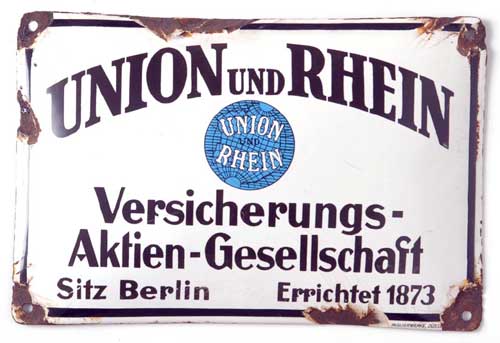 UNION UND RHEIN
UNION
UND
RHEIN
Versicherungs-
Aktien-Gesellschaft
Sitz Berlin Errichtet 1873